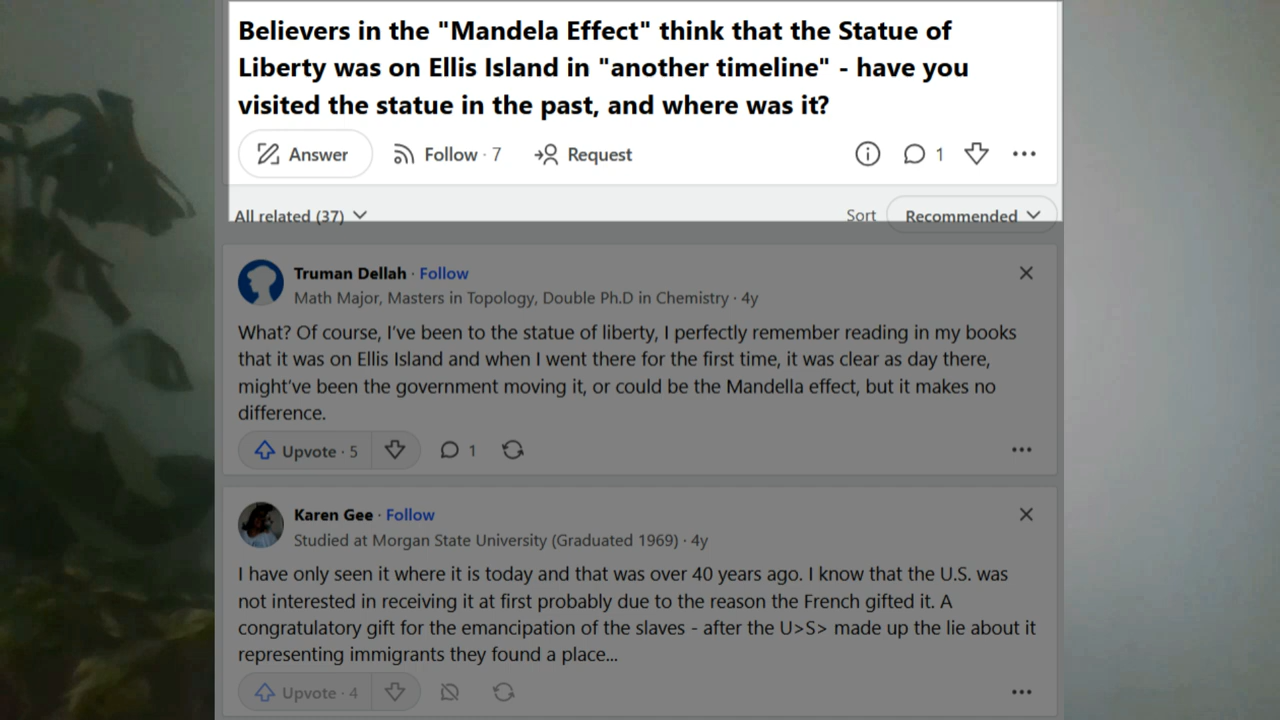 Believers in the "Mandela Effect" think that the Statue of
Liberty was on Ellis Island in "another timeline" - have you
visited the statue in the past, and where was it?
Answer Follow · 7 Request 1
All related (37) Sort Recommended
Truman Dellah · Follow
Math Major, Masters in Topology, Double Ph.D in Chemistry · 4y
What? Of course, I've been to the statue of liberty, I perfectly remember reading in my books
that it was on Ellis Island and when I went there for the first time, it was clear as day there,
might've been the government moving it, or could be the Mandella effect, but it makes no
difference.
Upvote · 5 1
Karen Gee · Follow
Studied at Morgan State University (Graduated 1969) · 4y
I have only seen it where it is today and that was over 40 years ago. I know that the U.S. was
not interested in receiving it at first probably due to the reason the French gifted it. A
congratulatory gift for the emancipation of the slaves - after the U>S> made up the lie about it
representing immigrants they found a place...
Upvote · 4